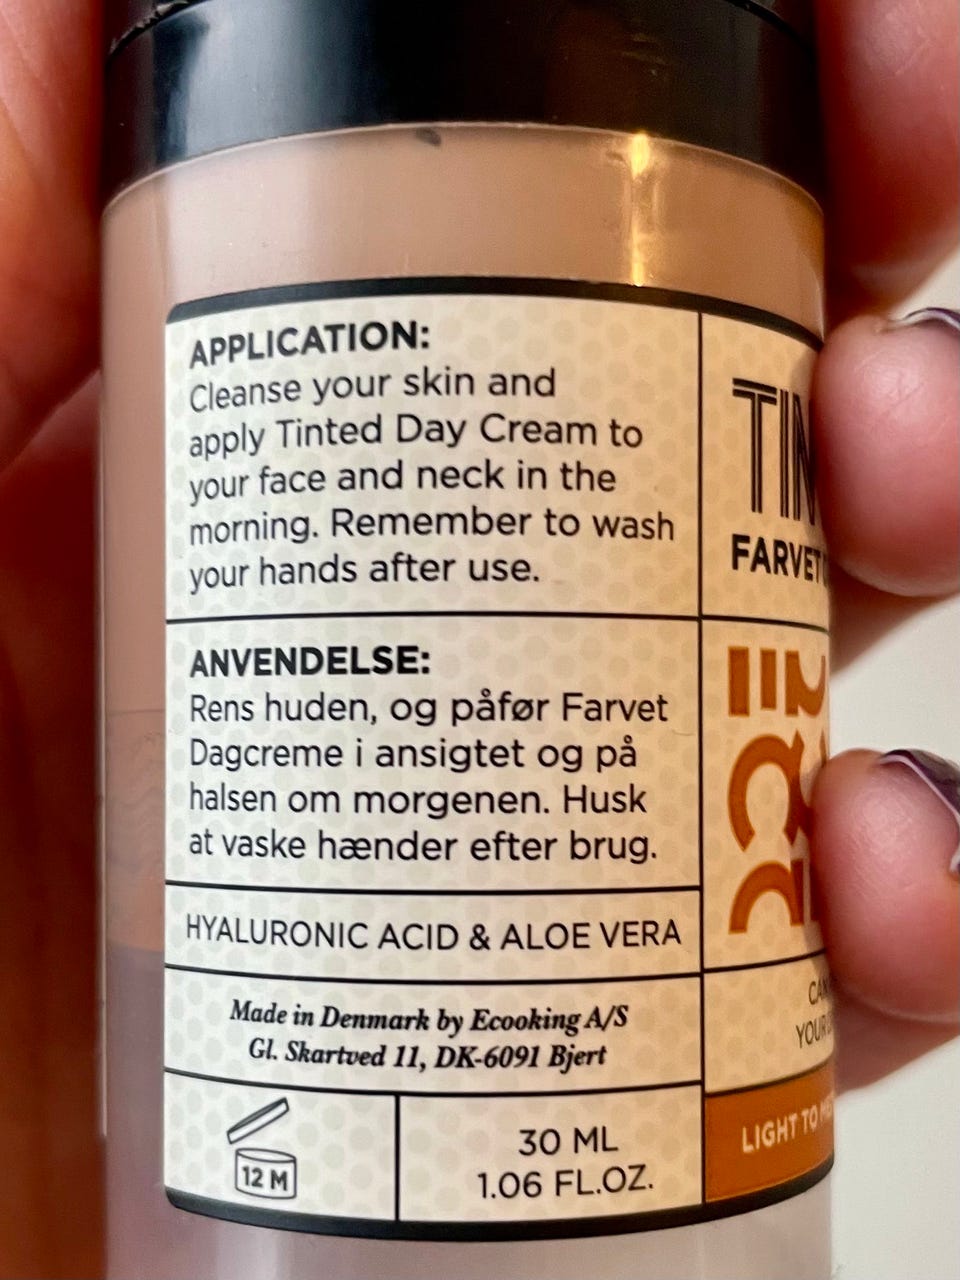 APPLICATION:
Cleanse your skin and
apply Tinted Day Cream to
your face and neck in the
morning. Remember to wash
your hands after use.
ANVENDELSE:
Rens huden, og påfør Farvet
Dagcreme i ansigtet og på
halsen om morgenen. Husk
at vaske hænder efter brug.
HYALURONIC ACID & ALOE VERA
Made in Denmark by Ecooking A/S
Gl. Skartved 11, DK-6091 Bjert
12 M
30 ML
1.06 FL.OZ.
FARVET
YOUR
LIGHT TO